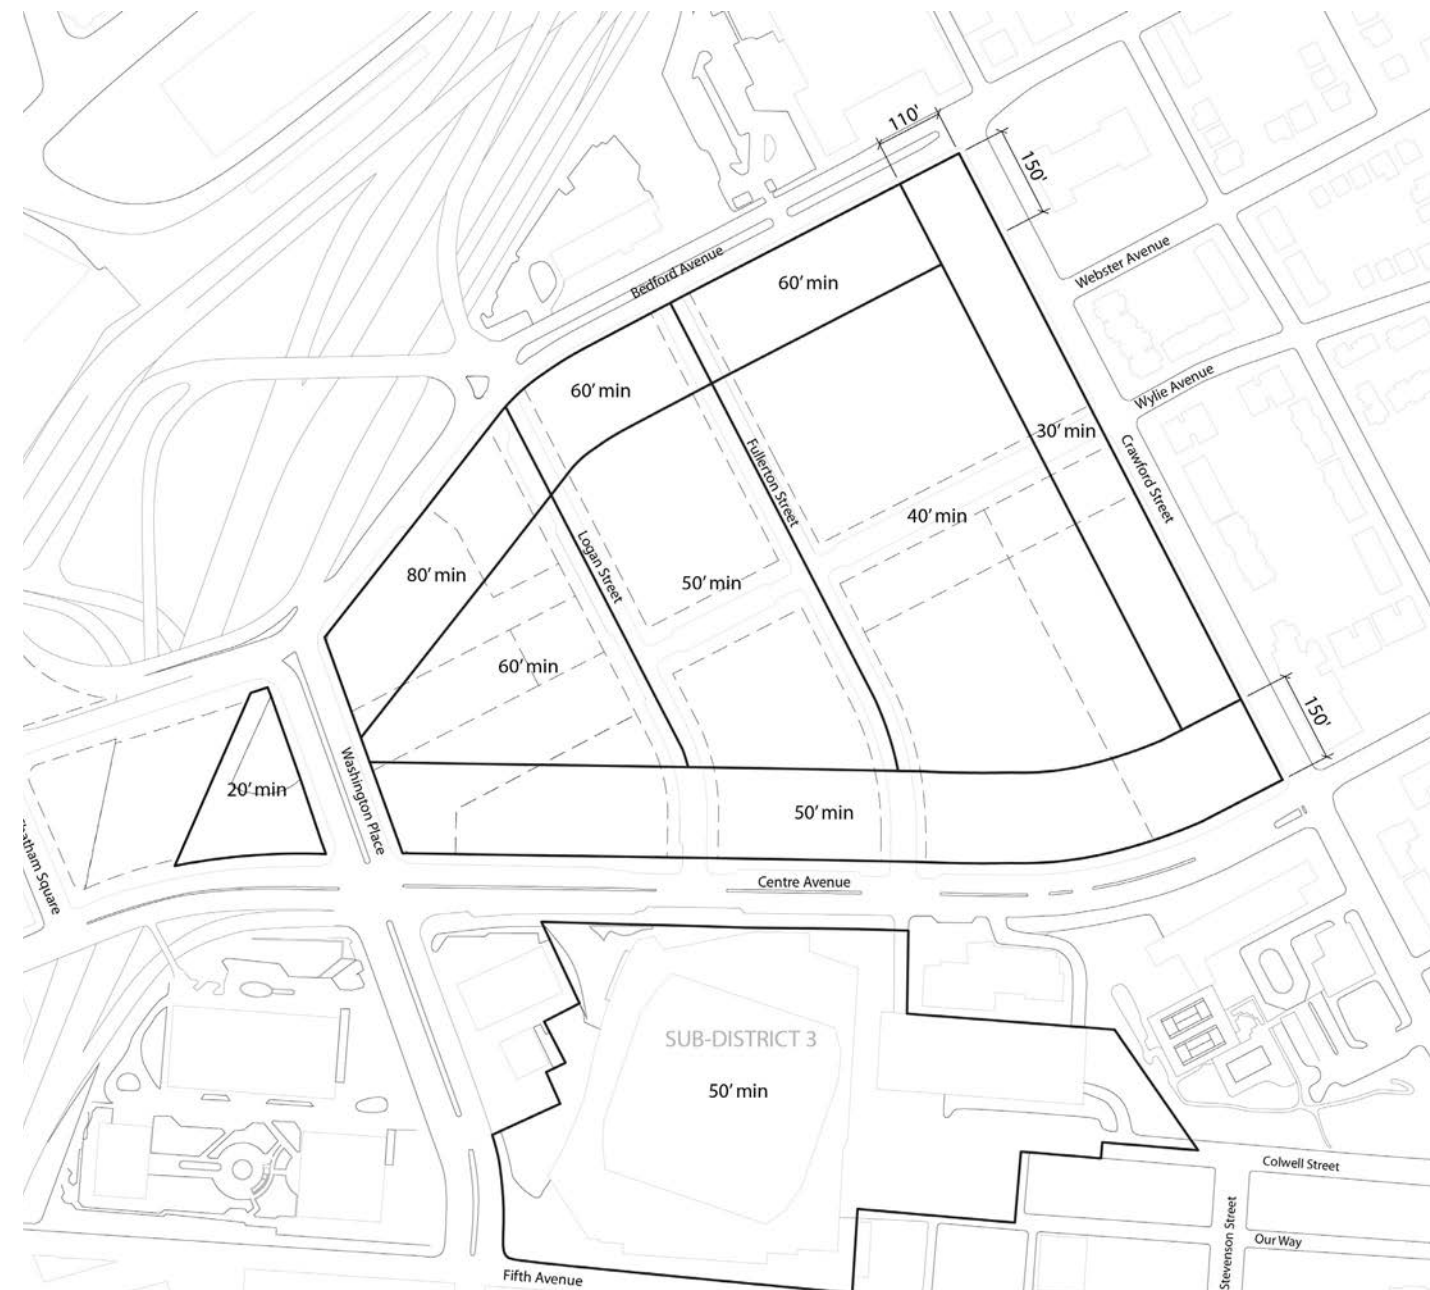 110'
150'
Webster Avenue
Bedford Avenue
60' min
60' min
Wylie Avenue
30' min
Crawford Street
Fullerton Street
40' min
Logan Street
80' min
50' min
60' min
150'
Washington Place
20' min
50' min
Centre Avenue
hatham Square
SUB-DISTRICT 3
50' min
Colwell Street
Stevenson Street
Our Way
Fifth Avenue